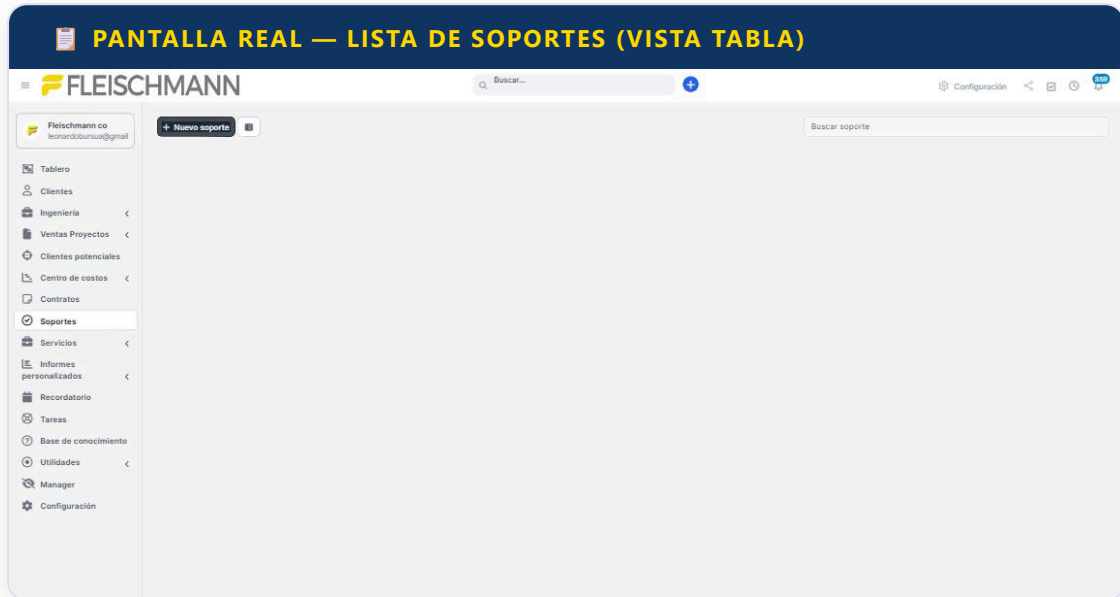 PANTALLA REAL — LISTA DE SOPORTES (VISTA TABLA)
FLEISCHMANN
Buscar...
Configuración
359
Fleischmann co
leonardobursua@gmail
+ Nuevo soporte
Buscar soporte
Tablero
Clientes
Ingeniería
Ventas Proyectos
Clientes potenciales
Centro de costos
Contratos
Soportes
Servicios
Informes
personalizados
Recordatorio
Tareas
Base de conocimiento
Utilidades
Manager
Configuración